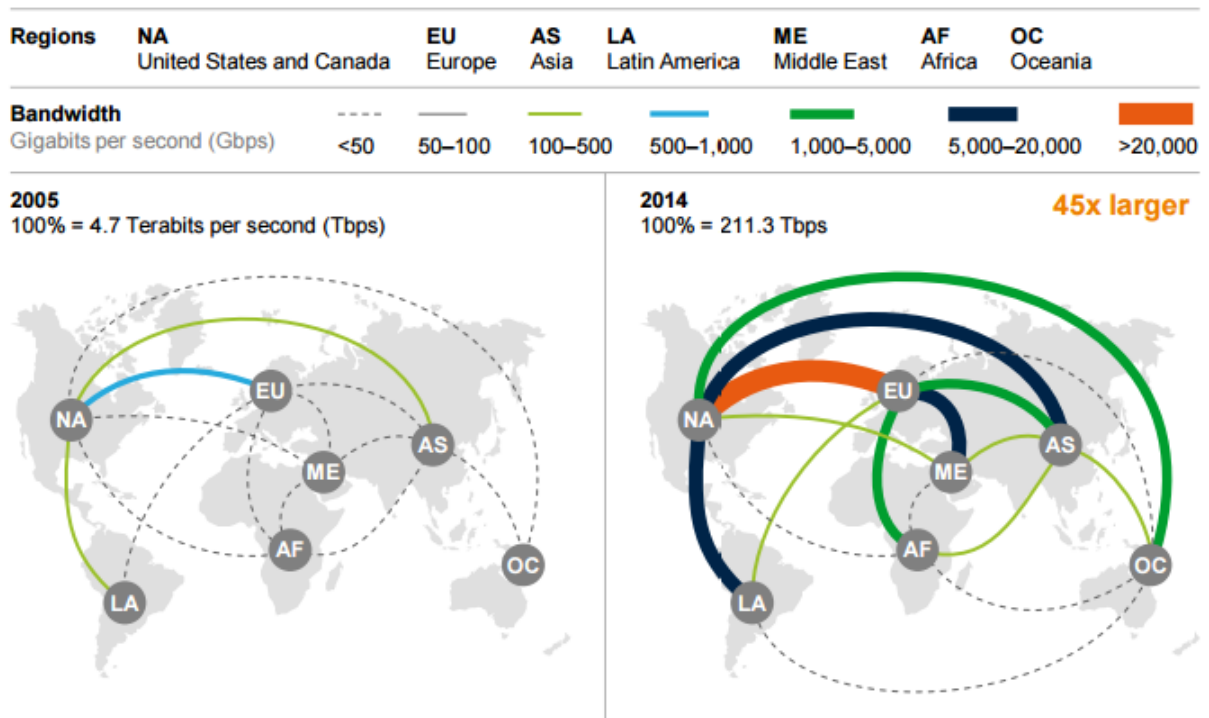 Regions NA EU AS LA ME AF OC
United States and Canada Europe Asia Latin America Middle East Africa Oceania
Bandwidth
Gigabits per second (Gbps) <50 50–100 100–500 500–1,000 1,000–5,000 5,000–20,000 >20,000
2005
100% = 4.7 Terabits per second (Tbps)
NA
EU
AS
ME
AF
OC
LA
2014
100% = 211.3 Tbps
45x larger
NA
EU
AS
ME
AF
OC
LA